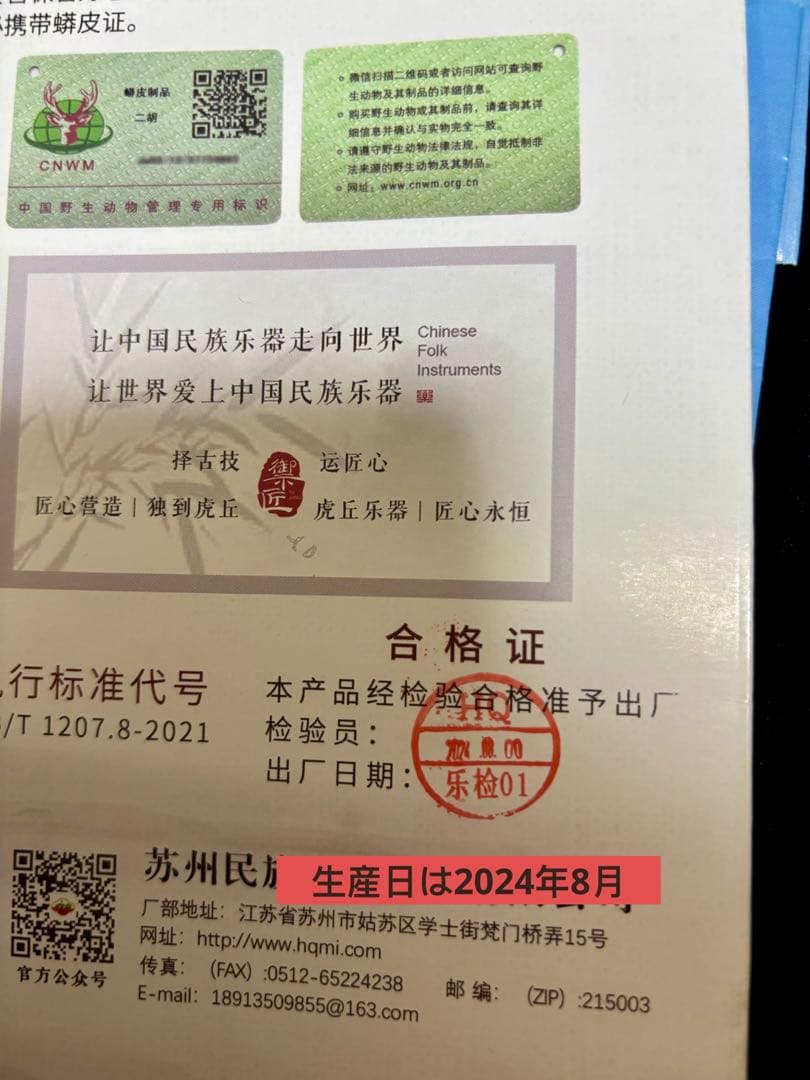 携带蟒皮证。
蟒皮制品
二胡
CNWM
中国野生动物管理专用标识
微信扫描二维码或者访问网站可查询野
生动物及其制品的详细信息。
购买野生动物或其制品前，请查询其详
细信息并确认与实物完全一致。
请遵守野生动物法律法规，自觉抵制非
法来源的野生动物及其制品。
网址：www.cnwm.org.cn
让中国民族乐器走向世界
让世界爱上中国民族乐器
Chinese
Folk
Instruments
择古技
运匠心
匠心营造 | 独到虎丘
虎丘乐器 | 匠心永恒
合格证
行标准代号
/T 1207.8-2021
本产品经检验合格准予出厂
检验员：
出厂日期：
HQ
乐检01
苏州民族
生産日は2024年8月
厂部地址：江苏省苏州市姑苏区学士街梵门桥弄15号
网址：http://www.hqmi.com
传真：(FAX) :0512-65224238
邮编：(ZIP) :215003
E-mail：18913509855@163.com
官方公众号